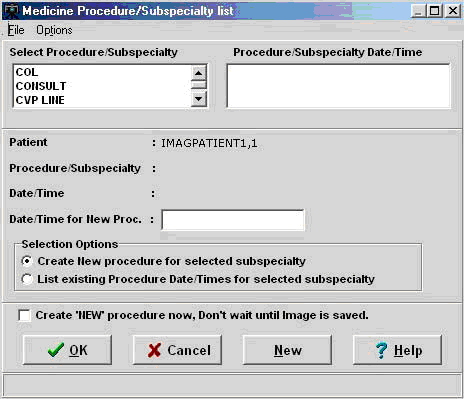 Medicine Procedure/Subspecialty list
File Options
Select Procedure/Subspecialty Procedure/Subspecialty Date/Time
COL
CONSULT
CVP LINE
Patient : IMAGPATIENT1,1
Procedure/Subspecialty :
Date/Time :
Date/Time for New Proc. :
Selection Options
Create New procedure for selected subspecialty
List existing Procedure Date/Times for selected subspecialty
Create 'NEW' procedure now, Don't wait until Image is saved.
OK Cancel New Help